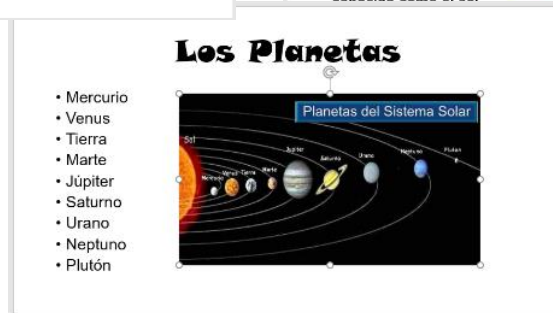 Los Planetas
• Mercurio
• Venus
• Tierra
• Marte
• Júpiter
• Saturno
• Urano
• Neptuno
• Plutón
Planetas del Sistema Solar
Sol
Mercurio
Venus
Tierra
Marte
Júpiter
Saturno
Urano
Neptuno
Plutón